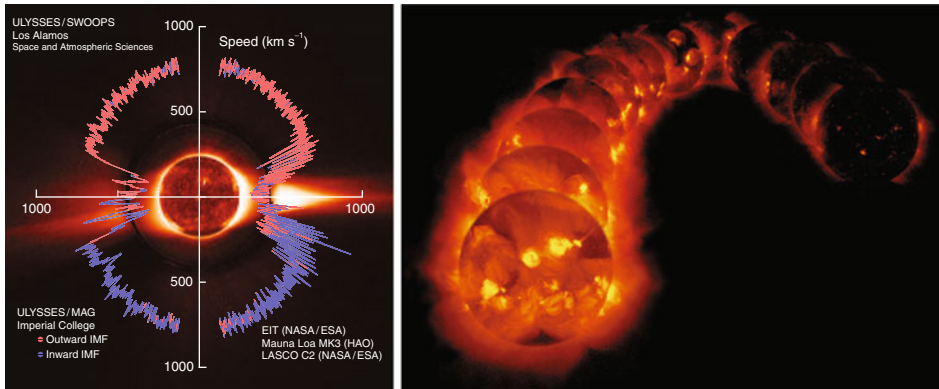 ULYSSES/SWOOPS
Los Alamos
Space and Atmospheric Sciences
1000
Speed (km s⁻¹)
500
1000
1000
500
ULYSSES/MAG
Imperial College
Outward IMF
Inward IMF
EIT (NASA/ESA)
Mauna Loa MK3 (HAO)
LASCO C2 (NASA/ESA)
1000